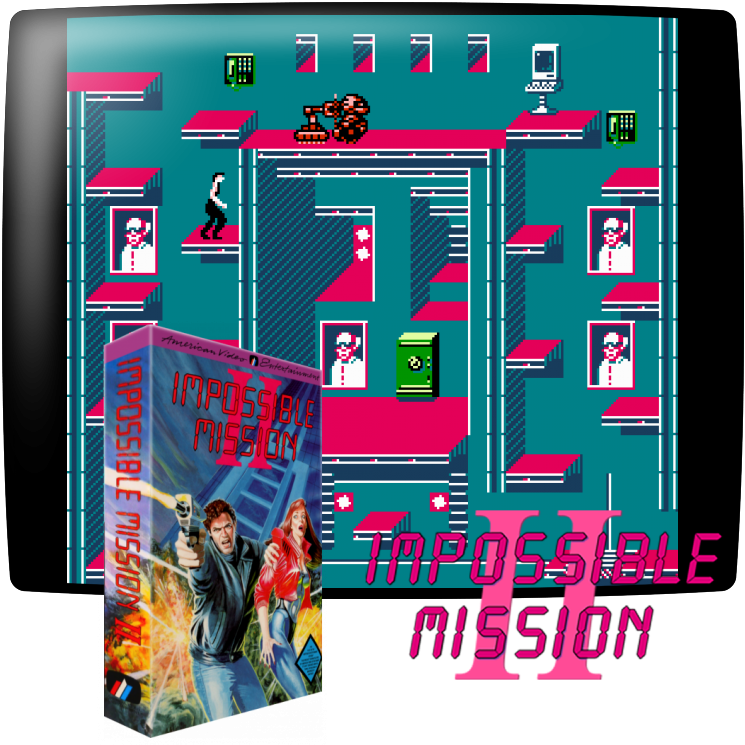 American Video Entertainment
IMPOSSIBLE
MISSION
II
IMPOSSIBLE MISSION II
IMPOSSIBLE
MISSION
II